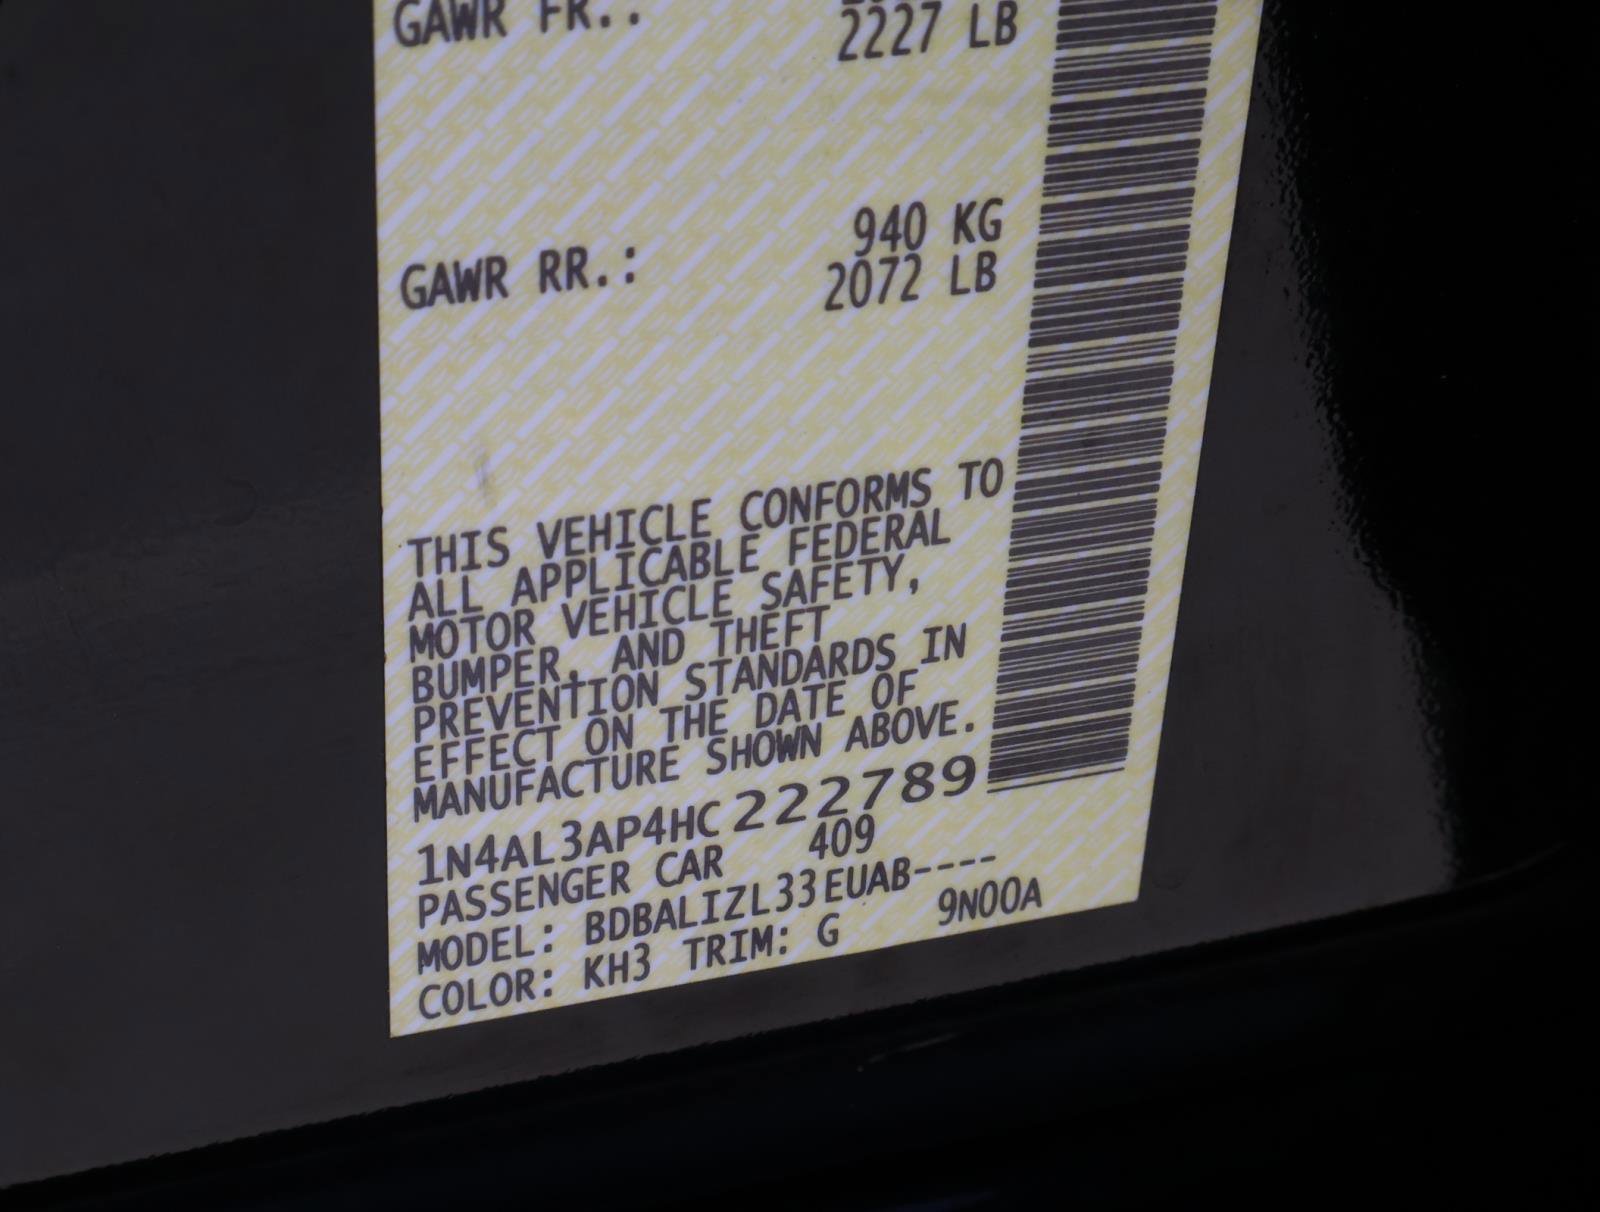 GAWR FR.:
2227 LB
940 KG
GAWR RR.:
2072 LB
THIS VEHICLE CONFORMS TO
ALL APPLICABLE FEDERAL
MOTOR VEHICLE SAFETY,
BUMPER, AND THEFT
PREVENTION STANDARDS IN
EFFECT ON THE DATE OF
MANUFACTURE SHOWN ABOVE.
1N4AL3AP4HC222789
PASSENGER CAR 409
MODEL: BDBALIZL33EUAB----
COLOR: KH3 TRIM: G 9N00A